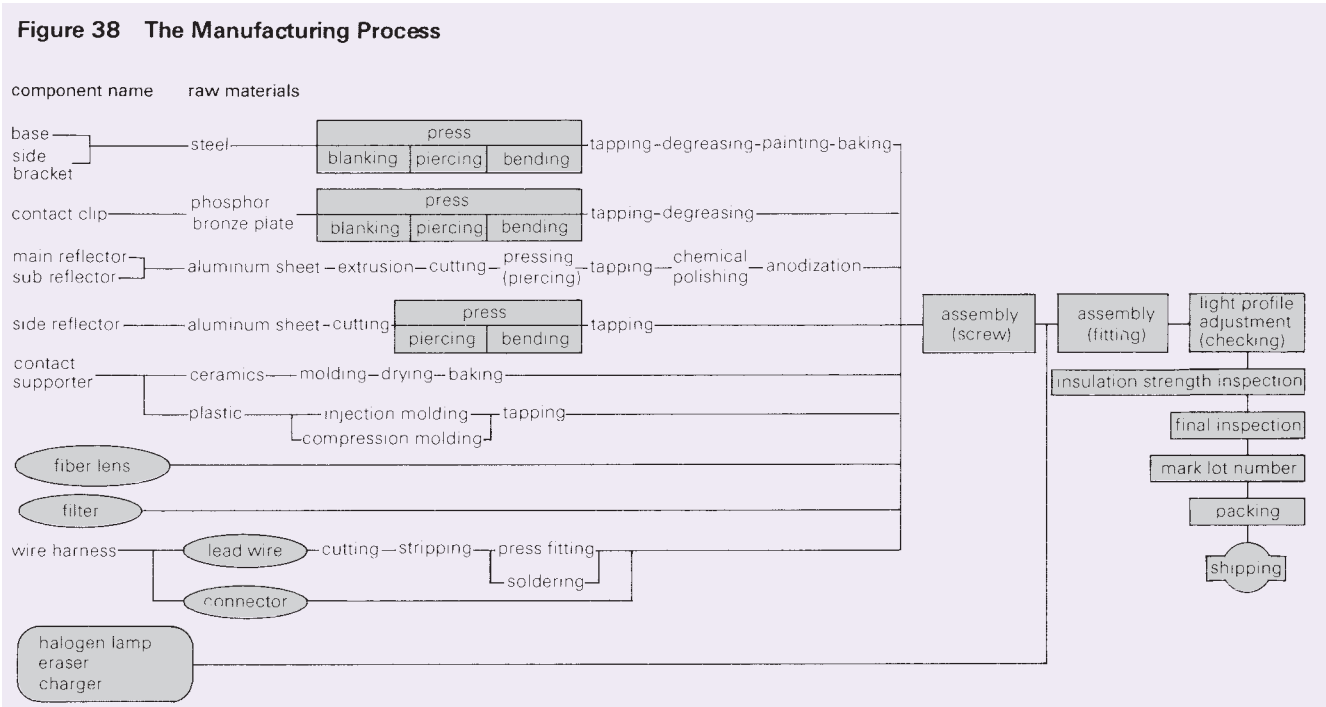 Figure 38 The Manufacturing Process
component name raw materials
base
side
bracket
steel
press
blanking piercing bending
tapping-degreasing-painting-baking
contact clip
phosphor
bronze plate
press
blanking piercing bending
tapping-degreasing
main reflector
sub reflector
aluminum sheet-extrusion-cutting-pressing
(piercing)
tapping-chemical
polishing
anodization
side reflector
aluminum sheet-cutting
press
piercing bending
tapping
contact
supporter
ceramics-molding-drying-baking
plastic
injection molding
compression molding
tapping
fiber lens
filter
wire harness
lead wire
cutting-stripping
press fitting
soldering
connector
halogen lamp
eraser
charger
assembly
(screw)
assembly
(fitting)
light profile
adjustment
(checking)
insulation strength inspection
final inspection
mark lot number
packing
shipping